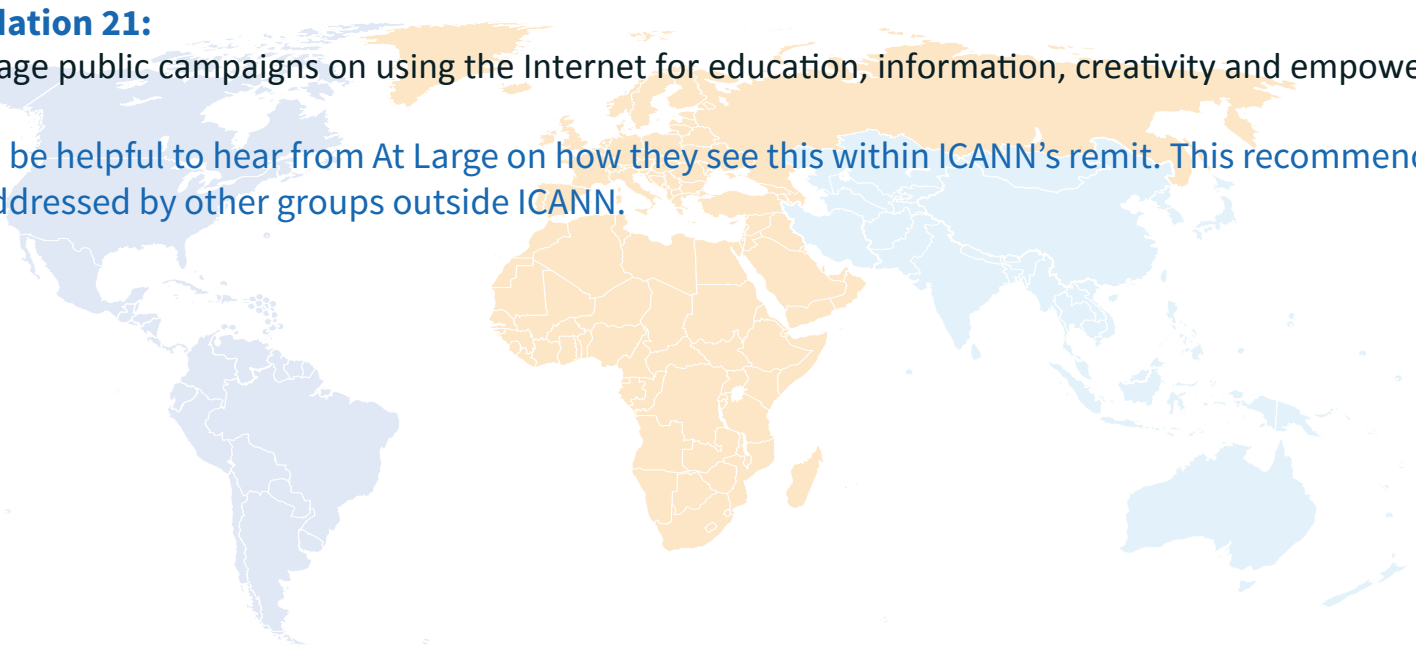 lation 21:
age public campaigns on using the Internet for education, information, creativity and empowe
be helpful to hear from At Large on how they see this within ICANN’s remit. This recommend
ddressed by other groups outside ICANN.